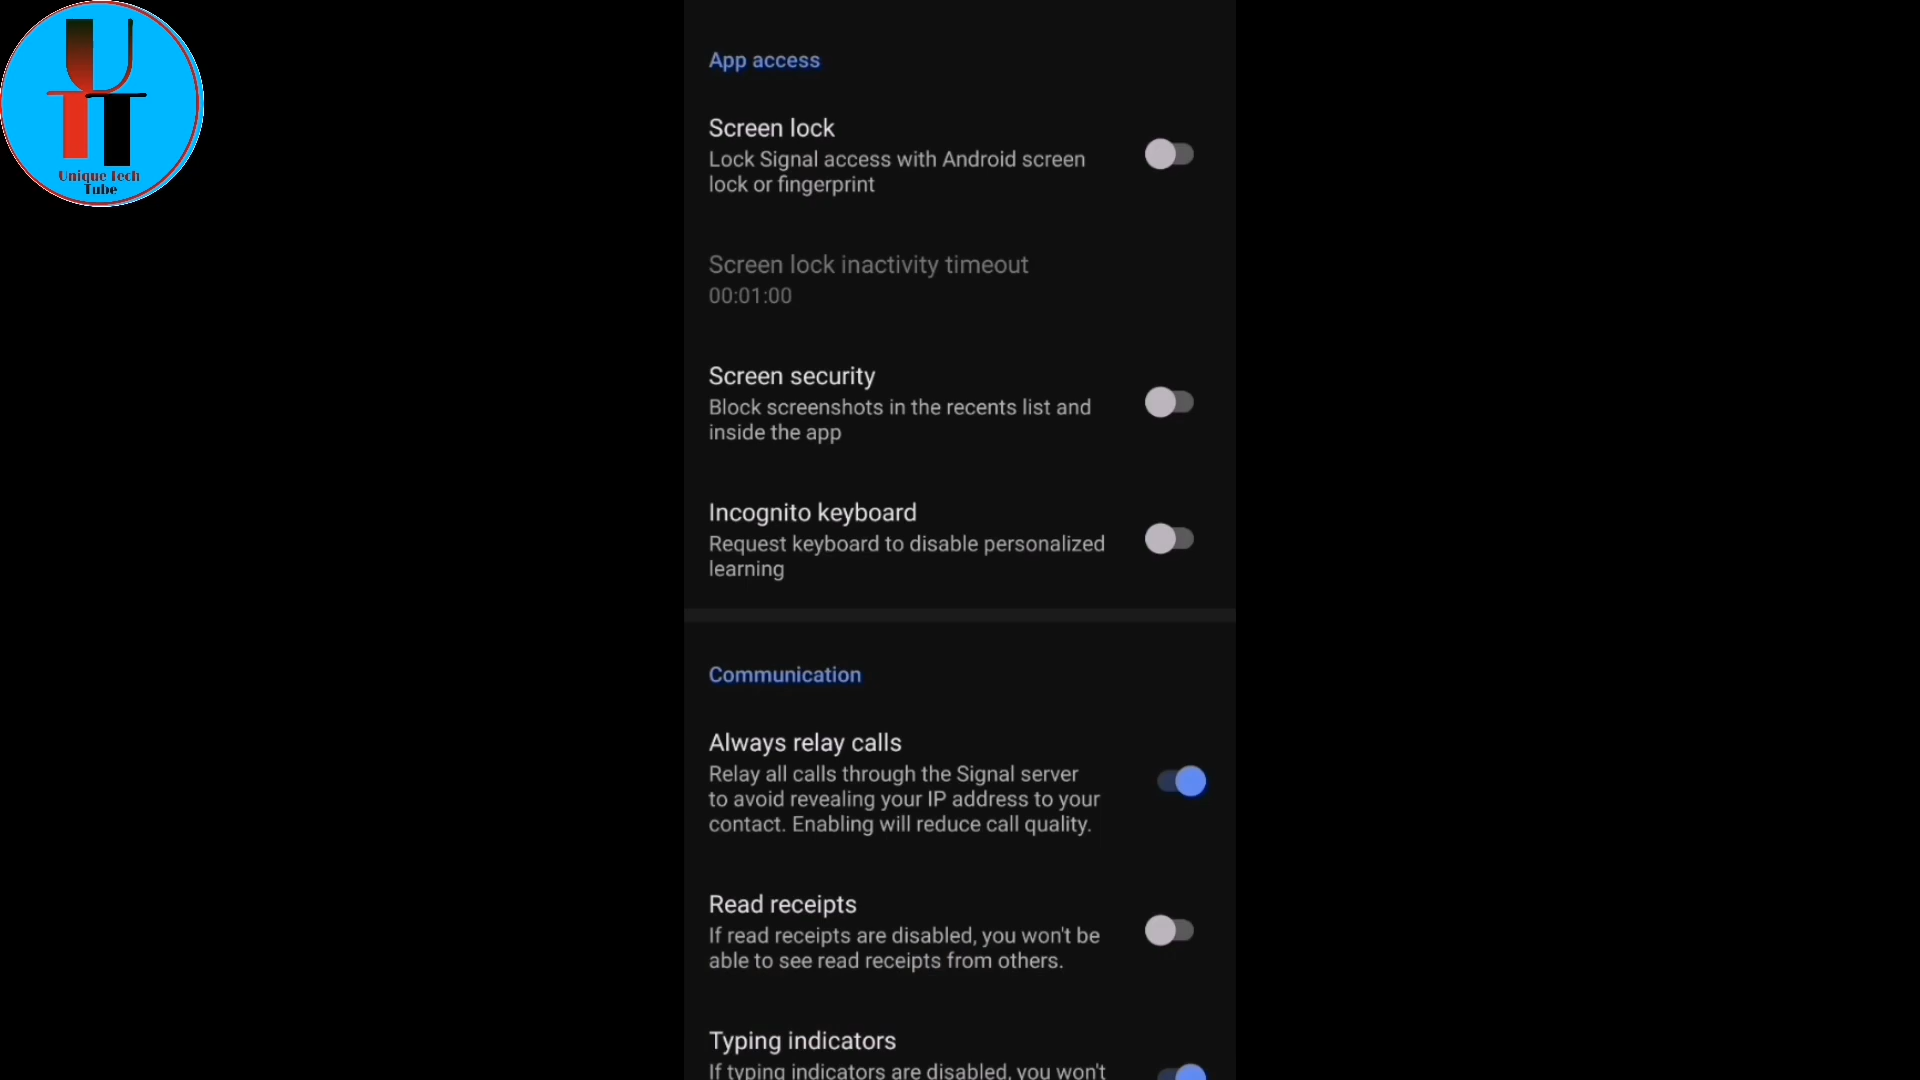 Unique Tech
Tube
App access
Screen lock
Lock Signal access with Android screen
lock or fingerprint
Screen lock inactivity timeout
00:01:00
Screen security
Block screenshots in the recents list and
inside the app
Incognito keyboard
Request keyboard to disable personalized
learning
Communication
Always relay calls
Relay all calls through the Signal server
to avoid revealing your IP address to your
contact. Enabling will reduce call quality.
Read receipts
If read receipts are disabled, you won't be
able to see read receipts from others.
Typing indicators
If typing indicators are disabled, you won't